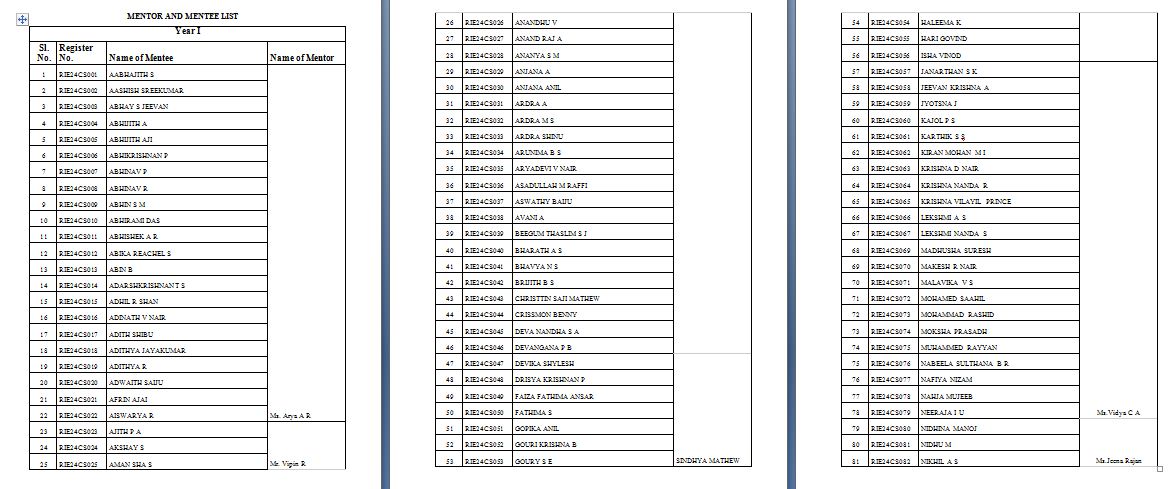 MENTOR AND MENTEE LIST
Year I
Sl. No. Register No. Name of Mentee Name of Mentor
1 RIE24CS001 AABHAJITH S
2 RIE24CS002 AASHISH SREEKUMAR
3 RIE24CS003 ABHAY S JEEVAN
4 RIE24CS004 ABHIJITH A
5 RIE24CS005 ABHIJITH AJI
6 RIE24CS006 ABHIKRISHNAN P
7 RIE24CS007 ABHINAV P
8 RIE24CS008 ABHINAV R
9 RIE24CS009 ABHIN S M
10 RIE24CS010 ABHIRAMI DAS
11 RIE24CS011 ABHISHEK A R
12 RIE24CS012 ABIKA REACHEL S
13 RIE24CS013 ABIN B
14 RIE24CS014 ADARSHKRISHNAN T S
15 RIE24CS015 ADHIL R SHAN
16 RIE24CS016 ADINATH V NAIR
17 RIE24CS017 ADITH SHIBU
18 RIE24CS018 ADITHYA JAYAKUMAR
19 RIE24CS019 ADITHYA R
20 RIE24CS020 ADWAITH SAIJU
21 RIE24CS021 AFRIN AJAI
22 RIE24CS022 AISWARYA R Ms. Arya A R
23 RIE24CS023 AJITH P A
24 RIE24CS024 AKSHAY S
25 RIE24CS025 AMAN SHA S Mr. Vipin R
26 RIE24CS026 ANANDHU V
27 RIE24CS027 ANAND RAJ A
28 RIE24CS028 ANANYA S M
29 RIE24CS029 ANJANA A
30 RIE24CS030 ANJANA ANIL
31 RIE24CS031 ARDRA A
32 RIE24CS032 ARDRA M S
33 RIE24CS033 ARDRA SHINU
34 RIE24CS034 ARUNIMA B S
35 RIE24CS035 ARYADEVI V NAIR
36 RIE24CS036 ASADULLAH M RAFFI
37 RIE24CS037 ASWATHY BAIJU
38 RIE24CS038 AVANI A
39 RIE24CS039 BEEGUM THASLIM S J
40 RIE24CS040 BHARATH A S
41 RIE24CS041 BHAVYA N S
42 RIE24CS042 BRIJITH B S
43 RIE24CS043 CHRISTTIN SAJI MATHEW
44 RIE24CS044 CRISSMON BENNY
45 RIE24CS045 DEVA NANDHA S A
46 RIE24CS046 DEVANGANA P B
47 RIE24CS047 DEVIKA SHYLESH
48 RIE24CS048 DRISYA KRISHNAN P
49 RIE24CS049 FAIZA FATHIMA ANSAR
50 RIE24CS050 FATHIMA S
51 RIE24CS051 GOPIKA ANIL
52 RIE24CS052 GOURI KRISHNA B
53 RIE24CS053 GOURY S E SINDHYA MATHEW
54 RIE24CS054 HALEEMA K
55 RIE24CS055 HARI GOVIND
56 RIE24CS056 ISHA VINOD
57 RIE24CS057 JANARTHAN S K
58 RIE24CS058 JEEVAN KRISHNA A
59 RIE24CS059 JYOTSNA J
60 RIE24CS060 KAJOL P S
61 RIE24CS061 KARTHIK S S
62 RIE24CS062 KIRAN MOHAN M I
63 RIE24CS063 KRISHNA D NAIR
64 RIE24CS064 KRISHNA NANDA R
65 RIE24CS065 KRISHNA VILAYIL PRINCE
66 RIE24CS066 LEKSHMI A S
67 RIE24CS067 LEKSHMI NANDA S
68 RIE24CS069 MADHUSHA SURESH
69 RIE24CS070 MAKESH R NAIR
70 RIE24CS071 MALAVIKA V S
71 RIE24CS072 MOHAMED SAAHIL
72 RIE24CS073 MOHAMMAD RASHID
73 RIE24CS074 MOKSHA PRASADH
74 RIE24CS075 MUHAMMED RAYYAN
75 RIE24CS076 NABEELA SULTHANA B R
76 RIE24CS077 NAFIYA NIZAM
77 RIE24CS078 NAHJA MUJEEB
78 RIE24CS079 NEERAJA I U Ms.Vidya C A
79 RIE24CS080 NIDHINA MANOJ
80 RIE24CS081 NIDHU M
81 RIE24CS082 NIKHIL A S Ms.Jeena Rajan